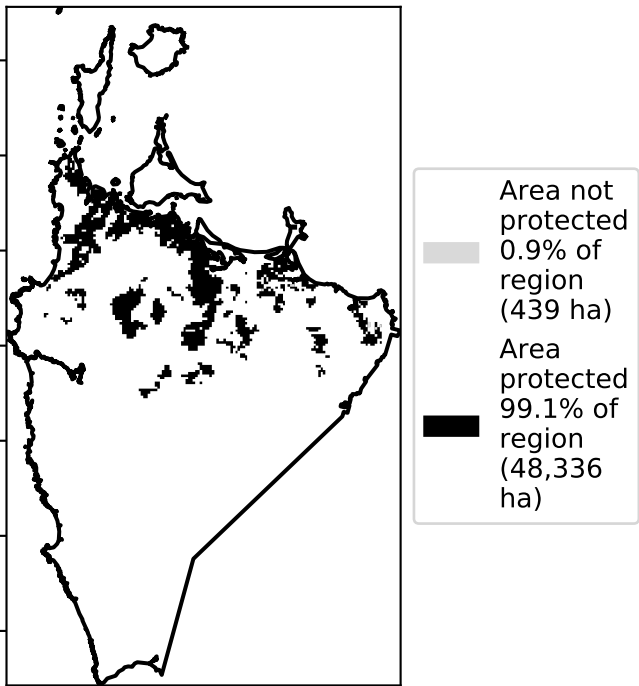 Area not
protected
0.9% of
region
(439 ha)
Area
protected
99.1% of
region
(48,336
ha)